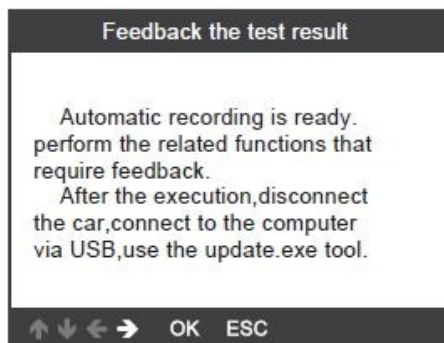 Feedback the test result
Automatic recording is ready.
perform the related functions that
require feedback.
After the execution,disconnect
the car,connect to the computer
via USB,use the update.exe tool.
OK ESC